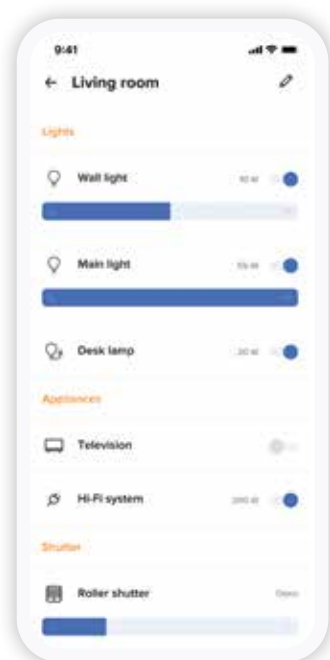 9:41
← Living room
Lights
Wall light
Main light
Desk lamp
Appliances
Television
Hi-Fi system
Shutter
Roller shutter